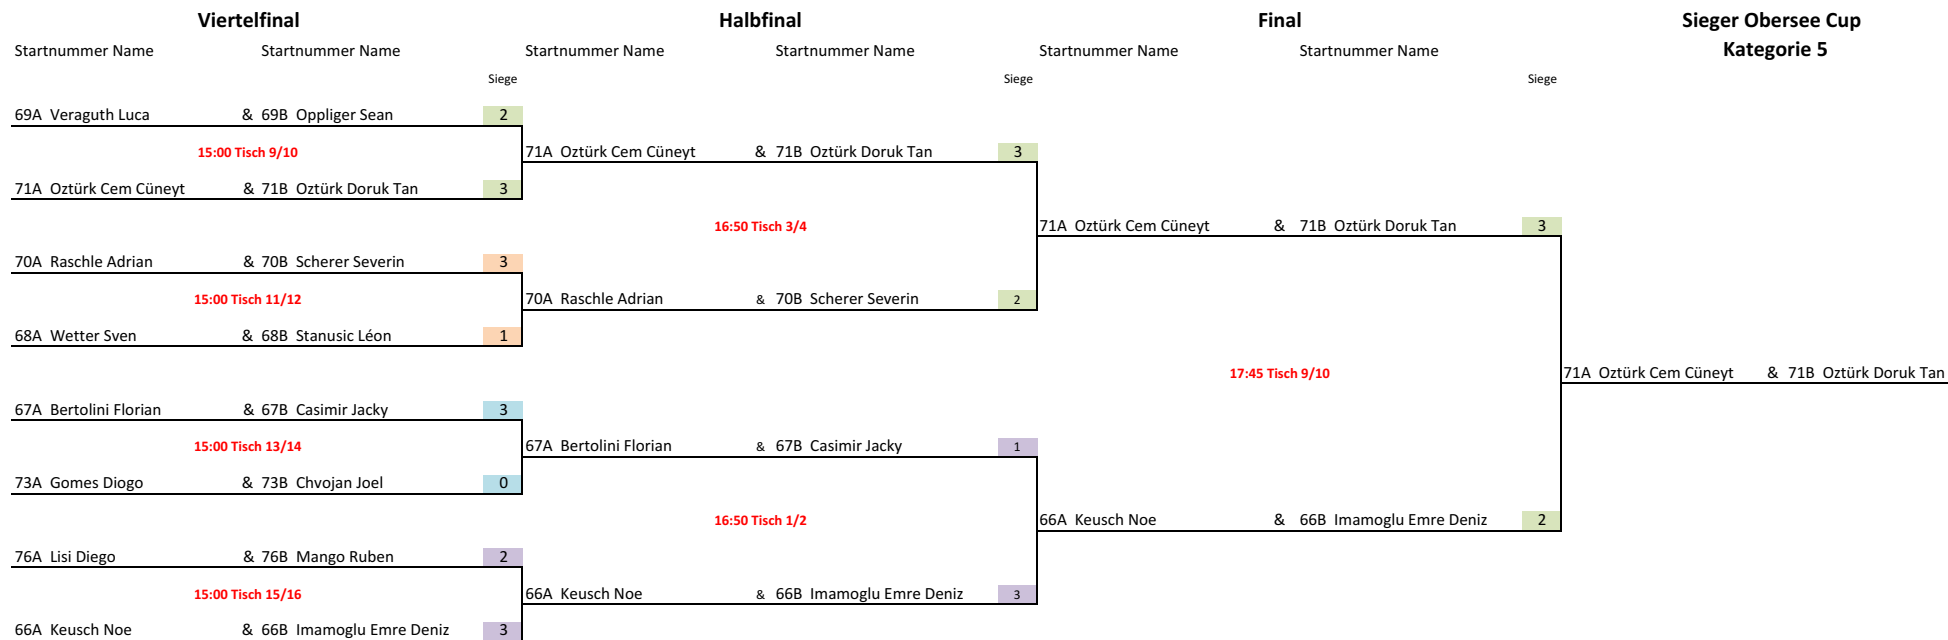 Viertelfinal Halbfinal Final Sieger Obersee Cup
Startnummer Name Startnummer Name Startnummer Name Startnummer Name Startnummer Name Startnummer Name Kategorie 5
Siege Siege Siege
69A Veraguth Luca & 69B Oppliger Sean 2
15:00 Tisch 9/10 71A Oztürk Cem Cüneyt & 71B Oztürk Doruk Tan 3
71A Oztürk Cem Cüneyt & 71B Oztürk Doruk Tan 3
16:50 Tisch 3/4 71A Oztürk Cem Cüneyt & 71B Oztürk Doruk Tan 3
70A Raschle Adrian & 70B Scherer Severin 3
15:00 Tisch 11/12 70A Raschle Adrian & 70B Scherer Severin 2
68A Wetter Sven & 68B Stanusic Léon 1
17:45 Tisch 9/10 71A Oztürk Cem Cüneyt & 71B Oztürk Doruk Tan
67A Bertolini Florian & 67B Casimir Jacky 3
15:00 Tisch 13/14 67A Bertolini Florian & 67B Casimir Jacky 1
73A Gomes Diogo & 73B Chvojan Joel 0
16:50 Tisch 1/2 66A Keusch Noe & 66B Imamoglu Emre Deniz 2
76A Lisi Diego & 76B Mango Ruben 2
15:00 Tisch 15/16 66A Keusch Noe & 66B Imamoglu Emre Deniz 3
66A Keusch Noe & 66B Imamoglu Emre Deniz 3